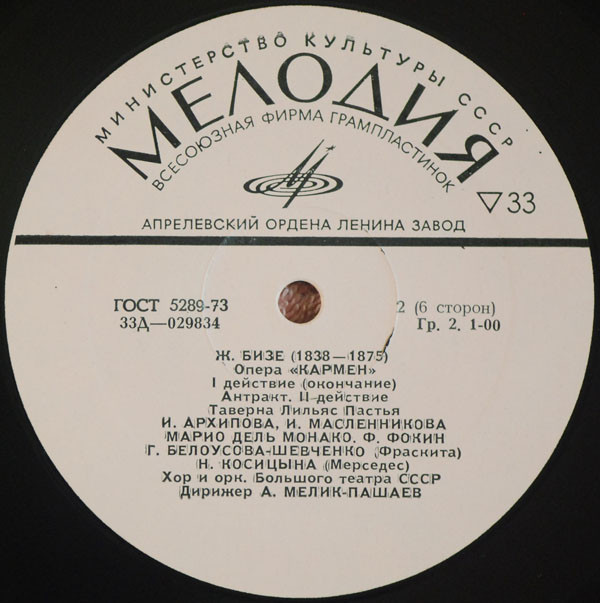 МИНИСТЕРСТВО КУЛЬТУРЫ СССР
МЕЛОДИЯ
ВСЕСОЮЗНАЯ ФИРМА ГРАМПЛАСТИНОК
▽33
АПРЕЛЕВСКИЙ ОРДЕНА ЛЕНИНА ЗАВОД
ГОСТ 5289-73
33Д—029834
2 (6 сторон)
Гр. 2. 1-00
Ж. БИЗЕ (1838—1875)
Опера «КАРМЕН»
I действие (окончание)
Антракт. II действие
Таверна Лильяс Пастья
И. АРХИПОВА, И. МАСЛЕННИКОВА
МАРИО ДЕЛЬ МОНАКО. Ф. ФОКИН
Г. БЕЛОУСОВА-ШЕВЧЕНКО (Фраскита)
Н. КОСИЦЫНА (Мерседес)
Хор и орк. Большого театра СССР
Дирижер А. МЕЛИК-ПАШАЕВ